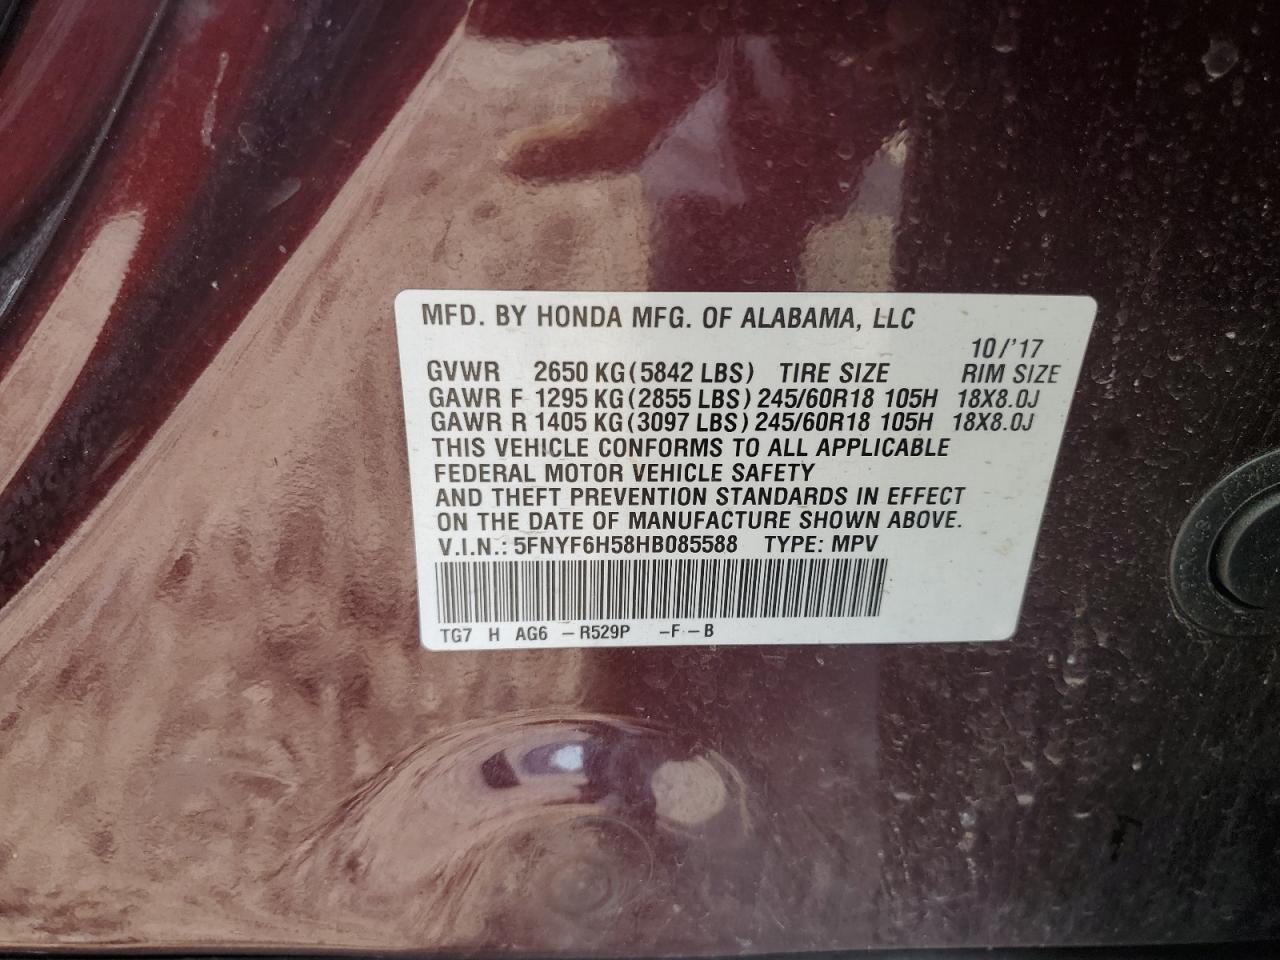 MFD. BY HONDA MFG. OF ALABAMA, LLC
10/'17
GVWR 2650 KG (5842 LBS) TIRE SIZE RIM SIZE
GAWR F 1295 KG (2855 LBS) 245/60R18 105H 18X8.0J
GAWR R 1405 KG (3097 LBS) 245/60R18 105H 18X8.0J
THIS VEHICLE CONFORMS TO ALL APPLICABLE
FEDERAL MOTOR VEHICLE SAFETY
AND THEFT PREVENTION STANDARDS IN EFFECT
ON THE DATE OF MANUFACTURE SHOWN ABOVE.
V.I.N.: 5FNYF6H58HB085588 TYPE: MPV
TG7 H AG6 -R529P -F-B